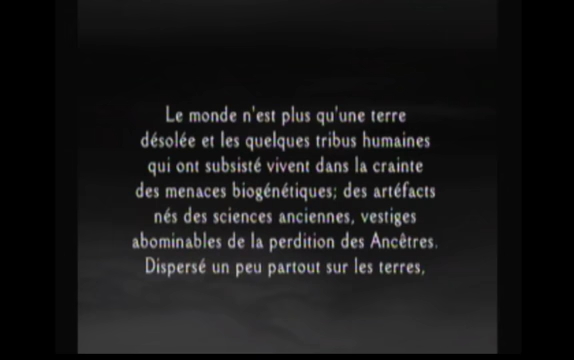 Le monde n'est plus qu'une terre
désolée et les quelques tribus humaines
qui ont subsisté vivent dans la crainte
des menaces biogénétiques; des artéfacts
nés des sciences anciennes, vestiges
abominables de la perdition des Ancêtres.
Dispersé un peu partout sur les terres,